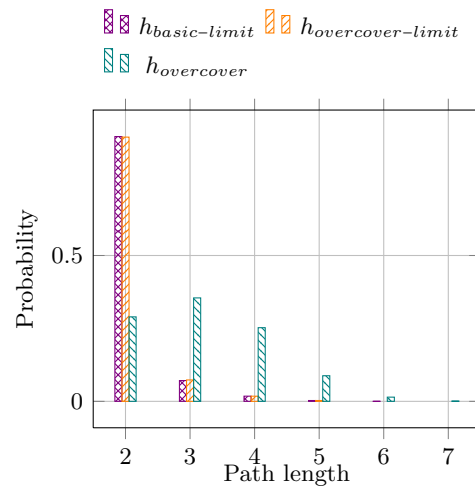 h_{basic-limit} h_{overcover-limit}
h_{overcover}
0.5
0
Probability
2 3 4 5 6 7
Path length